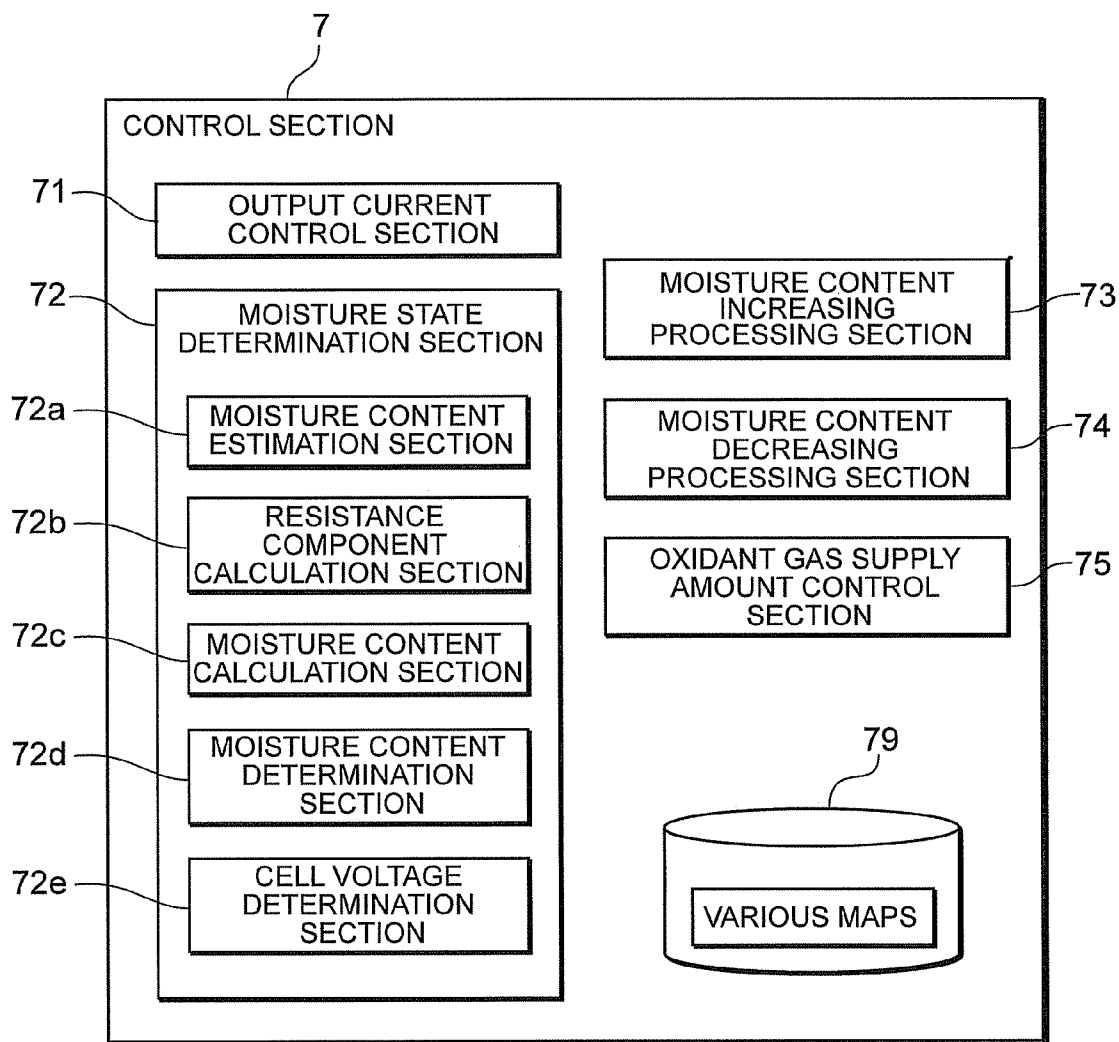 7
CONTROL SECTION
71
OUTPUT CURRENT
CONTROL SECTION
72
MOISTURE STATE
DETERMINATION SECTION
72a
MOISTURE CONTENT
ESTIMATION SECTION
72b
RESISTANCE
COMPONENT
CALCULATION SECTION
72c
MOISTURE CONTENT
CALCULATION SECTION
72d
MOISTURE CONTENT
DETERMINATION
SECTION
72e
CELL VOLTAGE
DETERMINATION
SECTION
MOISTURE CONTENT
INCREASING
PROCESSING SECTION
73
MOISTURE CONTENT
DECREASING
PROCESSING SECTION
74
OXIDANT GAS SUPPLY
AMOUNT CONTROL
SECTION
75
79
VARIOUS MAPS